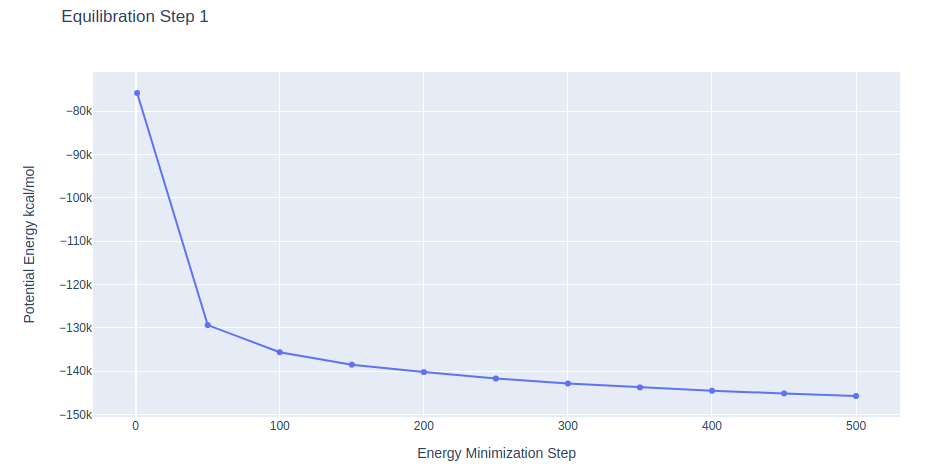 Equilibration Step 1
Potential Energy kcal/mol
−80k
−90k
−100k
−110k
−120k
−130k
−140k
−150k
0 100 200 300 400 500
Energy Minimization Step